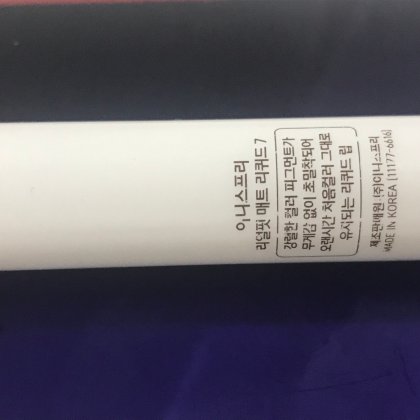 이니스프리
리얼핏 매트 리퀴드 7
강렬한 컬러 피그먼트가
무게감 없이 초밀착되어
오랜시간 처음컬러 그대로
유지되는 리퀴드 립
제조판매원 : (주)이니스프리
MADE IN KOREA [11177-6616]